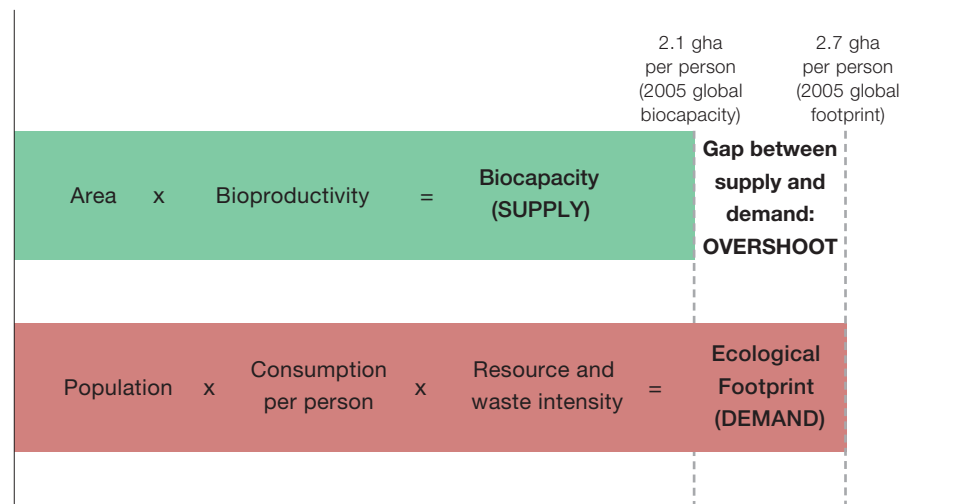 2.1 gha
per person
(2005 global
biocapacity)
2.7 gha
per person
(2005 global
footprint)
Area x Bioproductivity = Biocapacity
(SUPPLY)
Gap between
supply and
demand:
OVERSHOOT
Population x Consumption
per person x Resource and
waste intensity = Ecological
Footprint
(DEMAND)